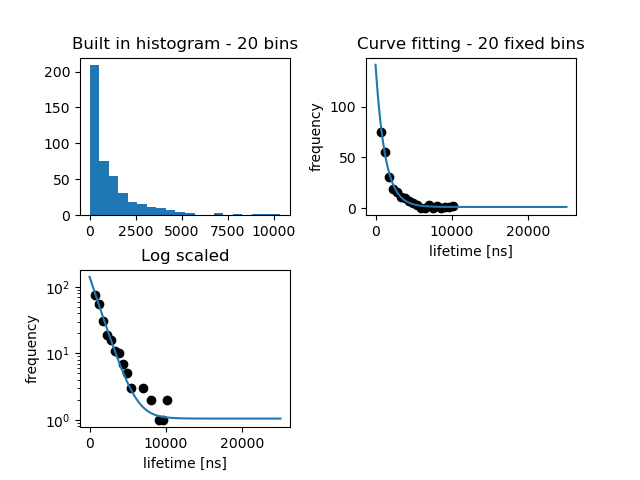 Built in histogram - 20 bins
200
150
100
50
0
0 2500 5000 7500 10000
Curve fitting - 20 fixed bins
frequency
100
50
0
0 10000 20000
lifetime [ns]
Log scaled
frequency
10²
10¹
10⁰
0 10000 20000
lifetime [ns]